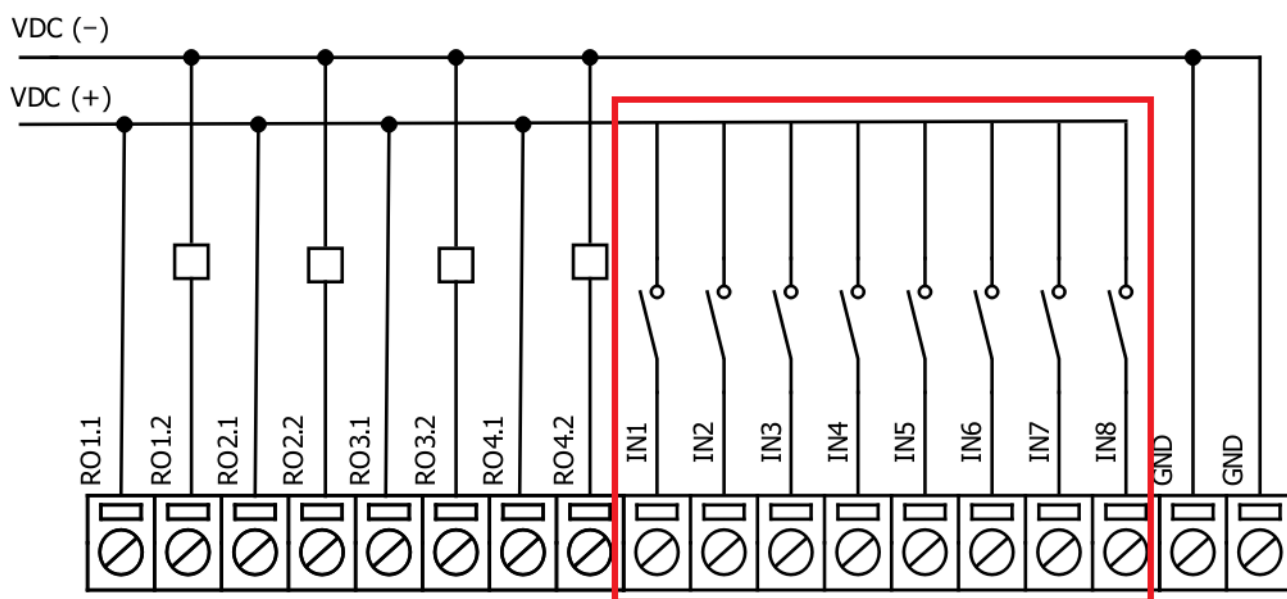 VDC (−)
VDC (+)
RO1.1
RO1.2
RO2.1
RO2.2
RO3.1
RO3.2
RO4.1
RO4.2
IN1
IN2
IN3
IN4
IN5
IN6
IN7
IN8
GND
GND